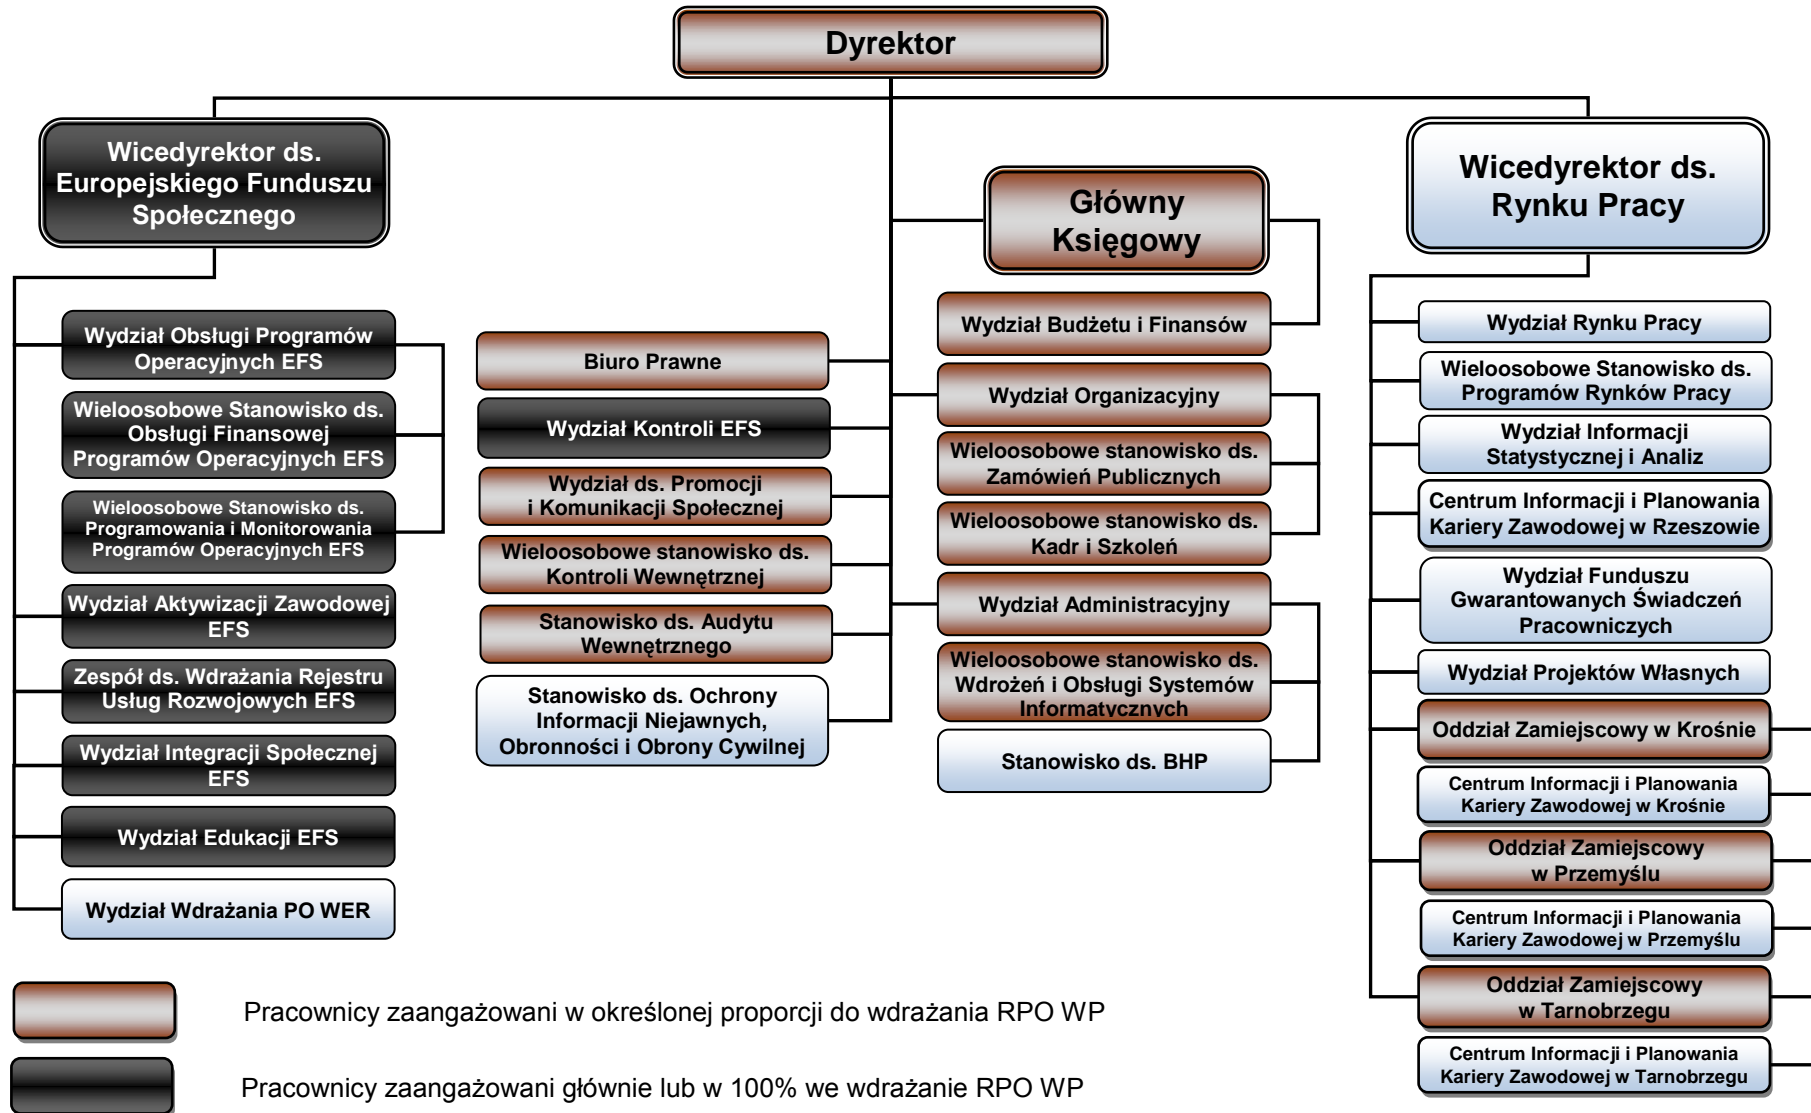 Dyrektor
Wicedyrektor ds.
Europejskiego Funduszu
Społecznego
Główny
Księgowy
Wicedyrektor ds.
Rynku Pracy
Wydział Obsługi Programów
Operacyjnych EFS
Wieloosobowe Stanowisko ds.
Obsługi Finansowej
Programów Operacyjnych EFS
Wieloosobowe Stanowisko ds.
Programowania i Monitorowania
Programów Operacyjnych EFS
Wydział Aktywizacji Zawodowej
EFS
Zespół ds. Wdrażania Rejestru
Usług Rozwojowych EFS
Wydział Integracji Społecznej
EFS
Wydział Edukacji EFS
Wydział Wdrażania PO WER
Biuro Prawne
Wydział Kontroli EFS
Wydział ds. Promocji
i Komunikacji Społecznej
Wieloosobowe stanowisko ds.
Kontroli Wewnętrznej
Stanowisko ds. Audytu
Wewnętrznego
Stanowisko ds. Ochrony
Informacji Niejawnych,
Obronności i Obrony Cywilnej
Wydział Budżetu i Finansów
Wydział Organizacyjny
Wieloosobowe stanowisko ds.
Zamówień Publicznych
Wieloosobowe stanowisko ds.
Kadr i Szkoleń
Wydział Administracyjny
Wieloosobowe stanowisko ds.
Wdrożeń i Obsługi Systemów
Informatycznych
Stanowisko ds. BHP
Wydział Rynku Pracy
Wieloosobowe Stanowisko ds.
Programów Rynków Pracy
Wydział Informacji
Statystycznej i Analiz
Centrum Informacji i Planowania
Kariery Zawodowej w Rzeszowie
Wydział Funduszu
Gwarantowanych Świadczeń
Pracowniczych
Wydział Projektów Własnych
Oddział Zamiejscowy w Krośnie
Centrum Informacji i Planowania
Kariery Zawodowej w Krośnie
Oddział Zamiejscowy
w Przemyślu
Centrum Informacji i Planowania
Kariery Zawodowej w Przemyślu
Oddział Zamiejscowy
w Tarnobrzegu
Centrum Informacji i Planowania
Kariery Zawodowej w Tarnobrzegu
Pracownicy zaangażowani w określonej proporcji do wdrażania RPO WP
Pracownicy zaangażowani głównie lub w 100% we wdrażanie RPO WP